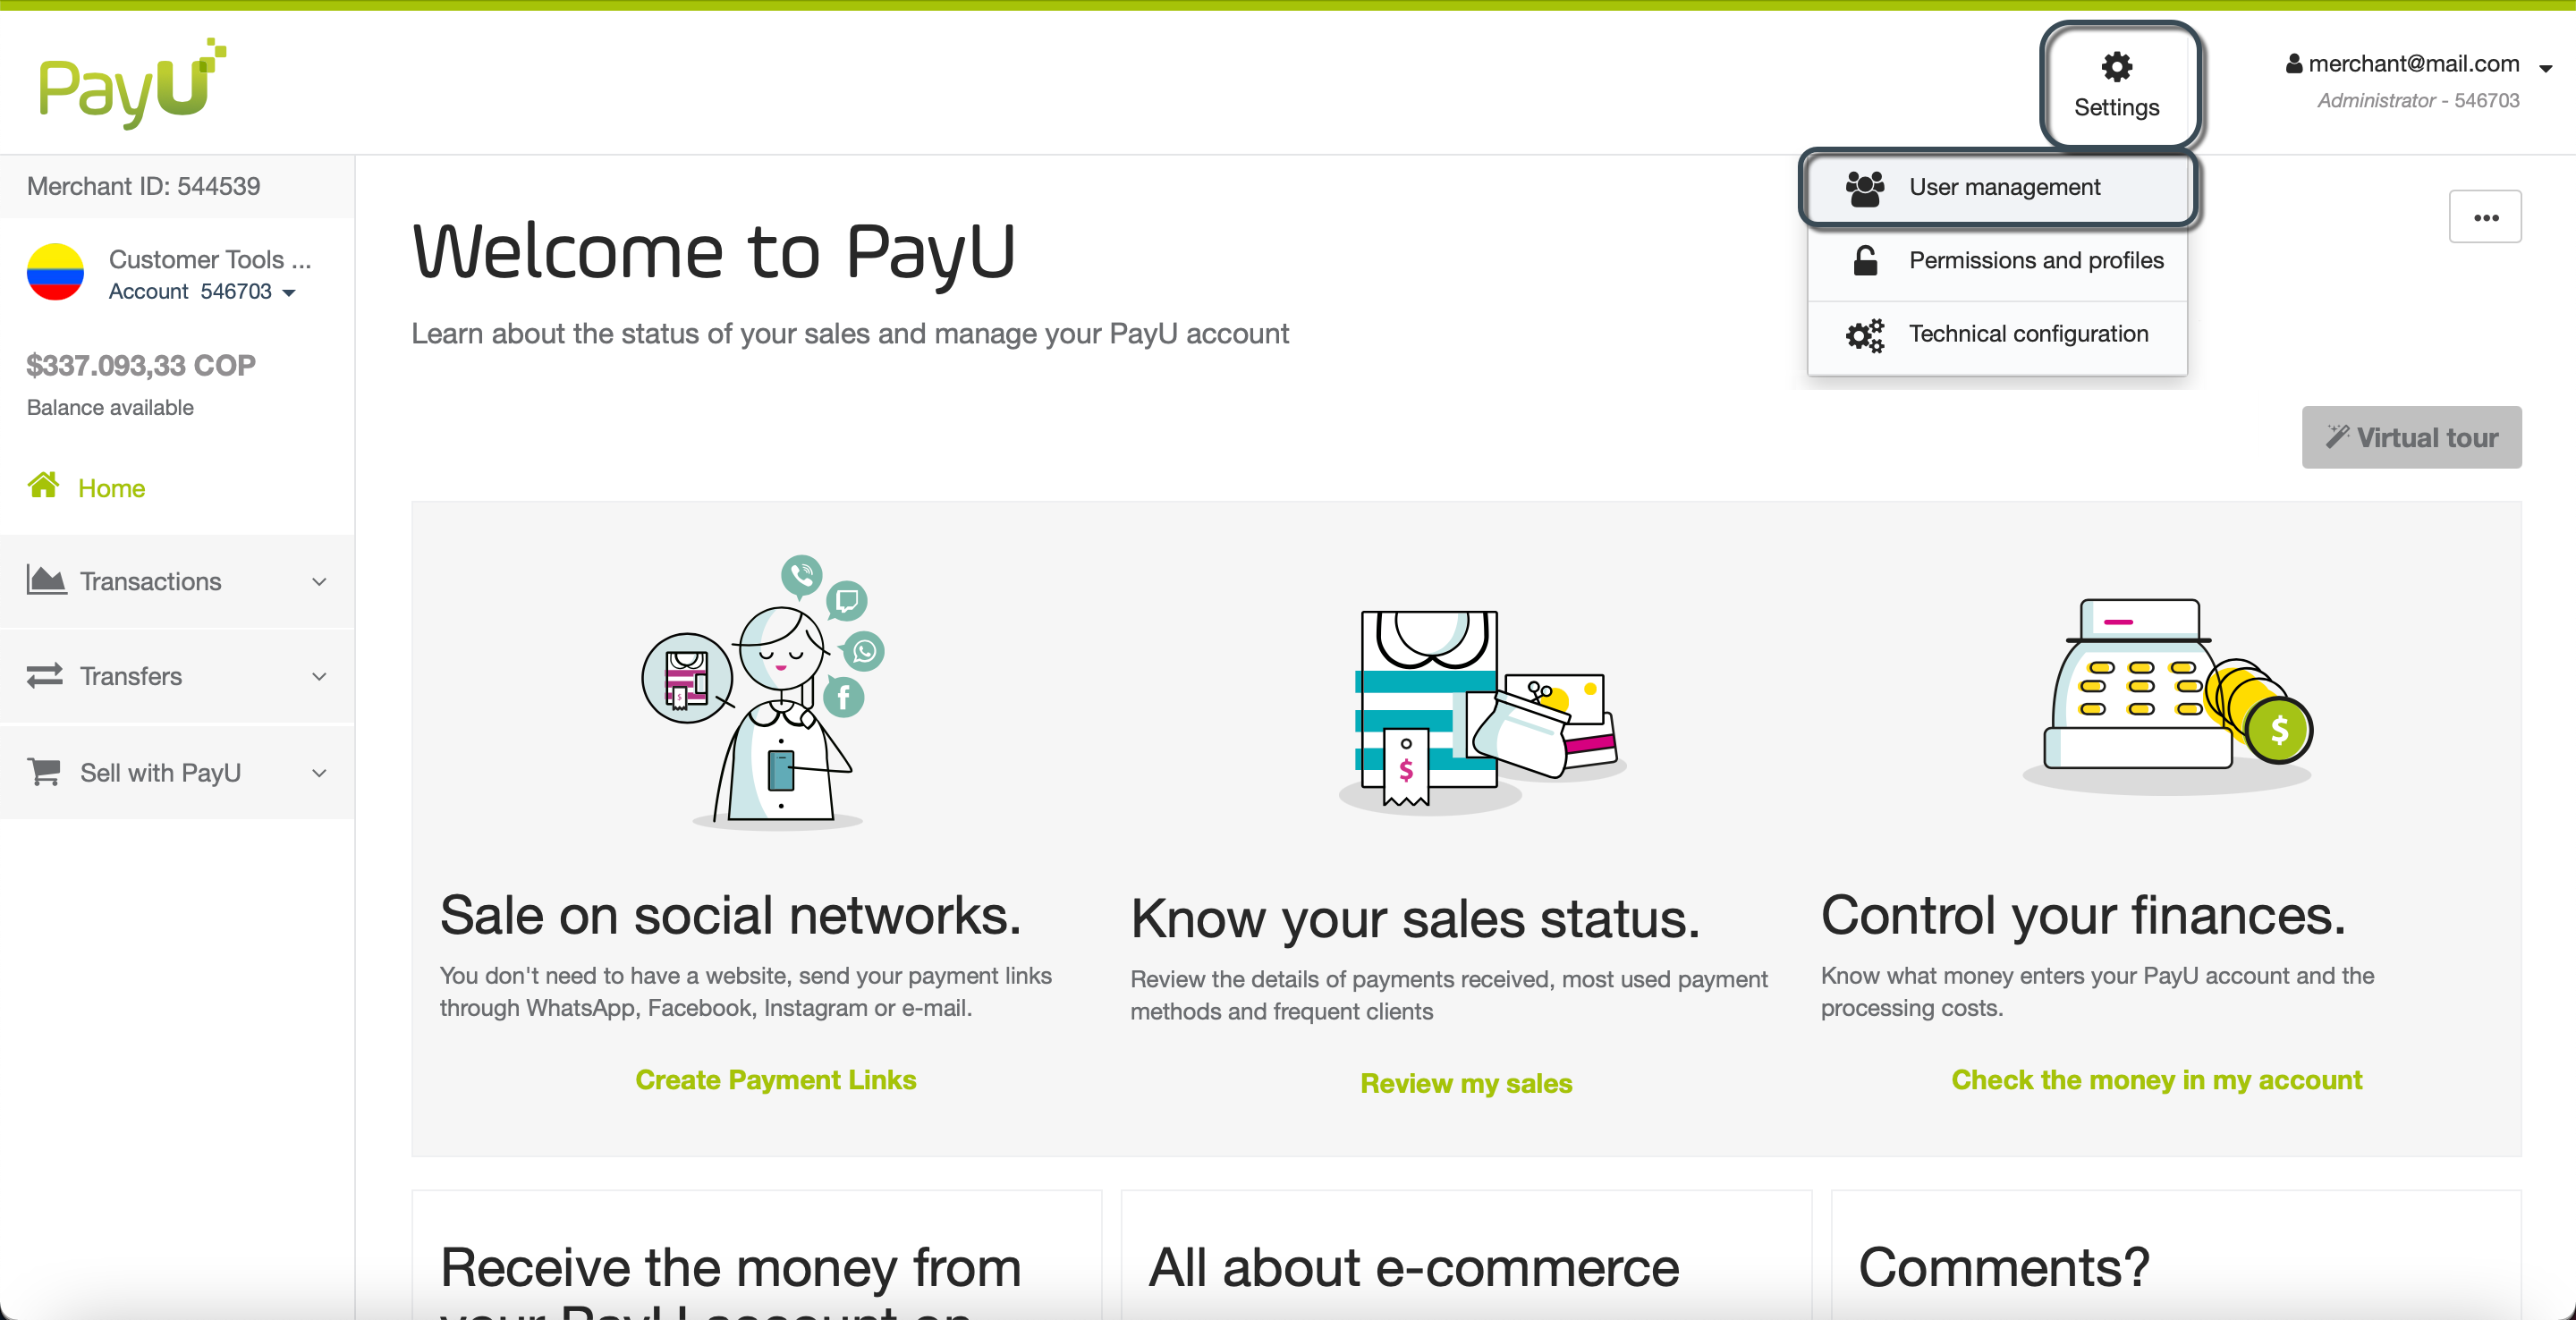 PayU
Settings
merchant@mail.com
Administrator - 546703
Merchant ID: 544539
Customer Tools ...
Account 546703
$337.093,33 COP
Balance available
Home
Transactions
Transfers
Sell with PayU
User management
Permissions and profiles
Technical configuration
Welcome to PayU
Learn about the status of your sales and manage your PayU account
Virtual tour
Sale on social networks.
You don't need to have a website, send your payment links
through WhatsApp, Facebook, Instagram or e-mail.
Create Payment Links
Know your sales status.
Review the details of payments received, most used payment
methods and frequent clients
Review my sales
Control your finances.
Know what money enters your PayU account and the
processing costs.
Check the money in my account
Receive the money from
your PayU account on
All about e-commerce
Comments?